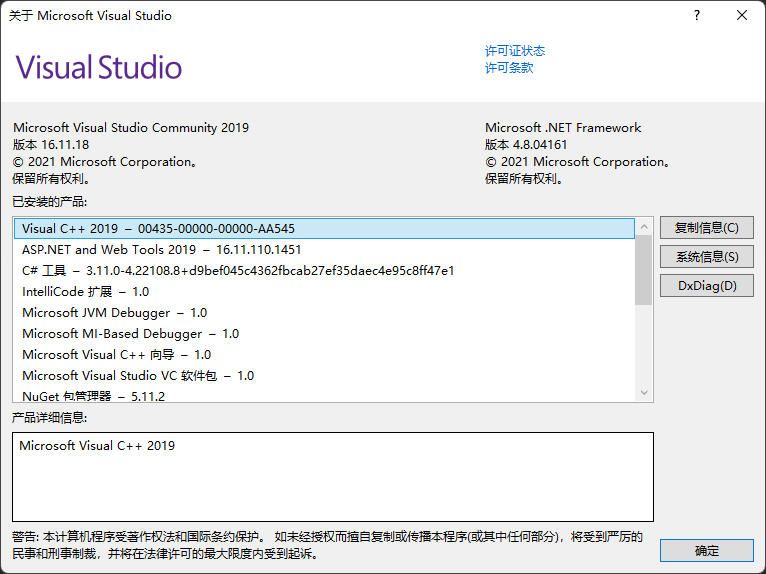 关于 Microsoft Visual Studio
?
Visual Studio
许可证状态
许可条款
Microsoft Visual Studio Community 2019
版本 16.11.18
© 2021 Microsoft Corporation。
保留所有权利。
Microsoft .NET Framework
版本 4.8.04161
© 2021 Microsoft Corporation。
保留所有权利。
已安装的产品:
Visual C++ 2019 – 00435-00000-00000-AA545
ASP.NET and Web Tools 2019 – 16.11.110.1451
C# 工具 – 3.11.0-4.22108.8+d9bef045c4362fbcab27ef35daec4e95c8ff47e1
IntelliCode 扩展 – 1.0
Microsoft JVM Debugger – 1.0
Microsoft MI-Based Debugger – 1.0
Microsoft Visual C++ 向导 – 1.0
Microsoft Visual Studio VC 软件包 – 1.0
NuGet 包管理器 – 5.11.2
复制信息(C)
系统信息(S)
DxDiag(D)
产品详细信息:
Microsoft Visual C++ 2019
警告: 本计算机程序受著作权法和国际条约保护。 如未经授权而擅自复制或传播本程序(或其中任何部分)，将受到严厉的
民事和刑事制裁，并将在法律许可的最大限度内受到起诉。
确定